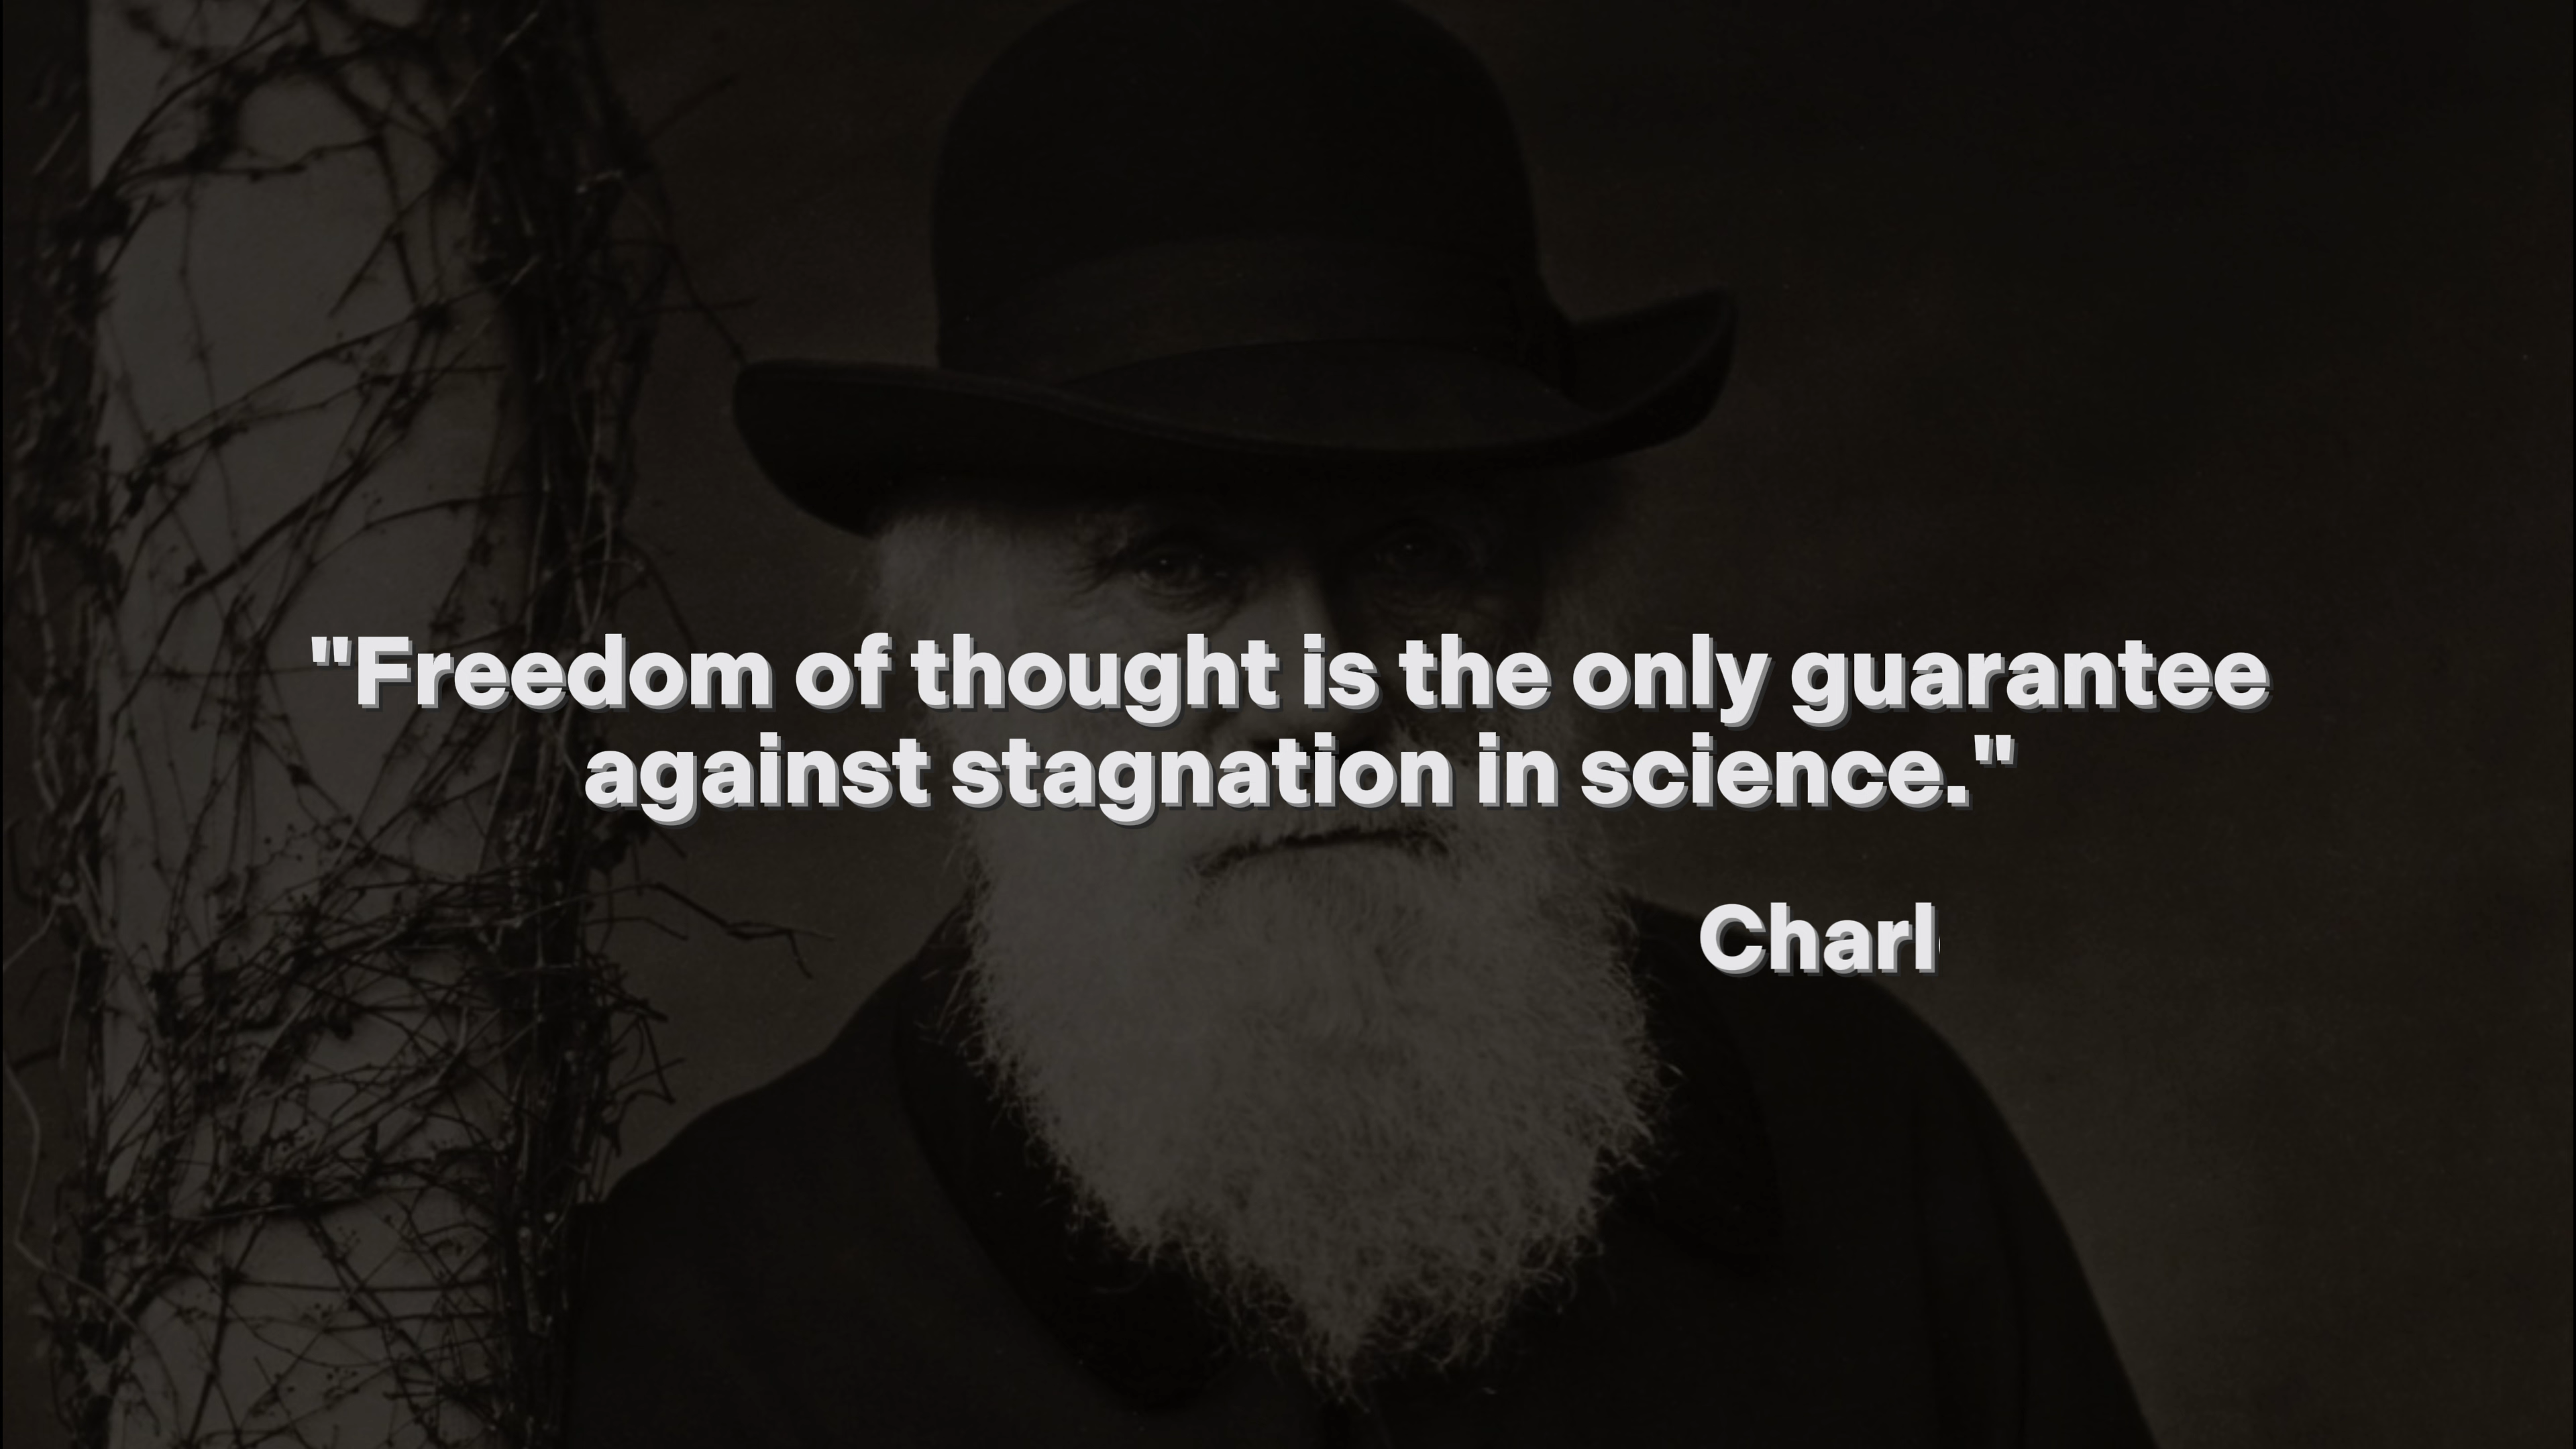 "Freedom of thought is the only guarantee
against stagnation in science."
Charl